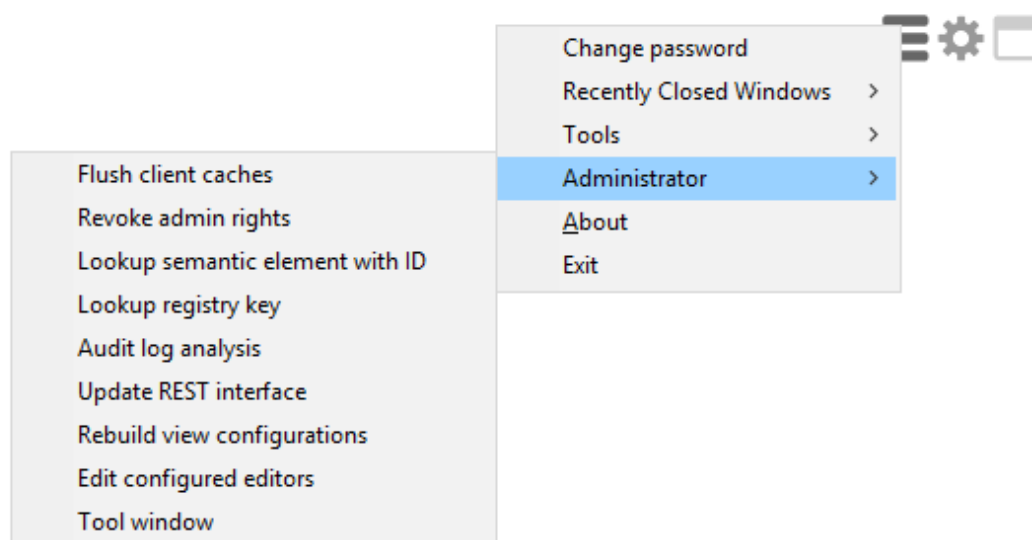 Change password
Recently Closed Windows
Tools
Administrator
About
Exit
Flush client caches
Revoke admin rights
Lookup semantic element with ID
Lookup registry key
Audit log analysis
Update REST interface
Rebuild view configurations
Edit configured editors
Tool window